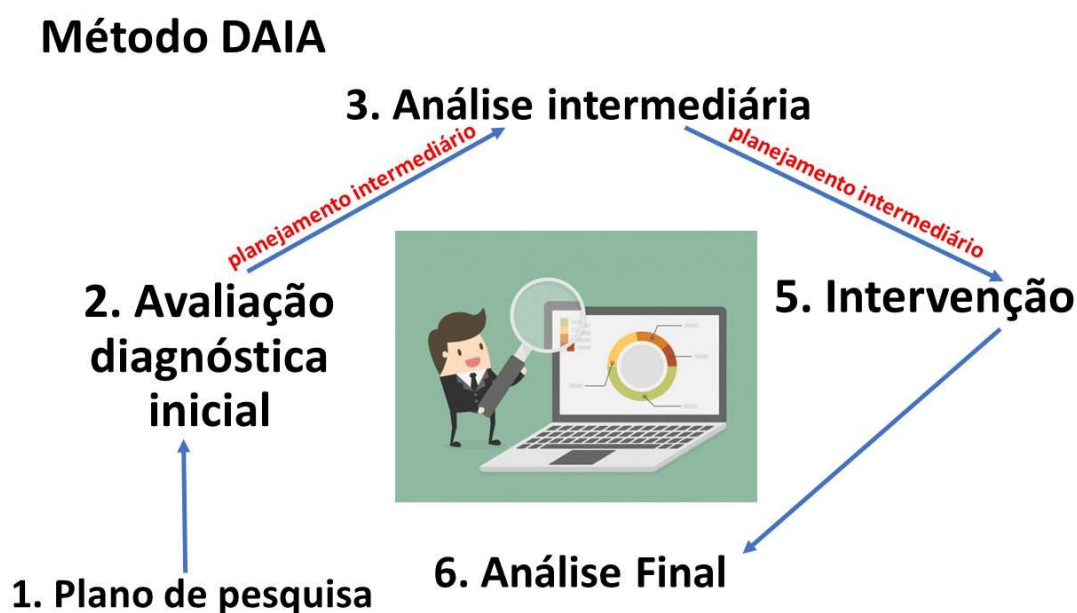 Método DAIA
3. Análise intermediária
planejamento intermediário
planejamento intermediário
2. Avaliação
diagnóstica
inicial
5. Intervenção
6. Análise Final
1. Plano de pesquisa